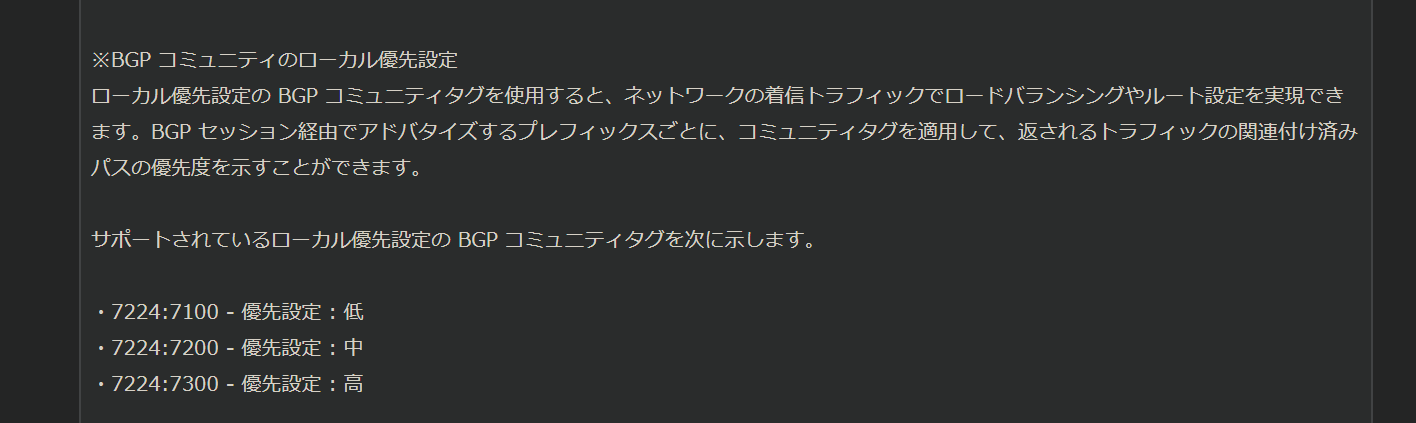 ※BGP コミュニティのローカル優先設定
ローカル優先設定の BGP コミュニティタグを使用すると、ネットワークの着信トラフィックでロードバランシングやルート設定を実現でき
ます。BGP セッション経由でアドバタイズするプレフィックスごとに、コミュニティタグを適用して、返されるトラフィックの関連付け済み
パスの優先度を示すことができます。
サポートされているローカル優先設定の BGP コミュニティタグを次に示します。
・7224:7100 - 優先設定：低
・7224:7200 - 優先設定：中
・7224:7300 - 優先設定：高